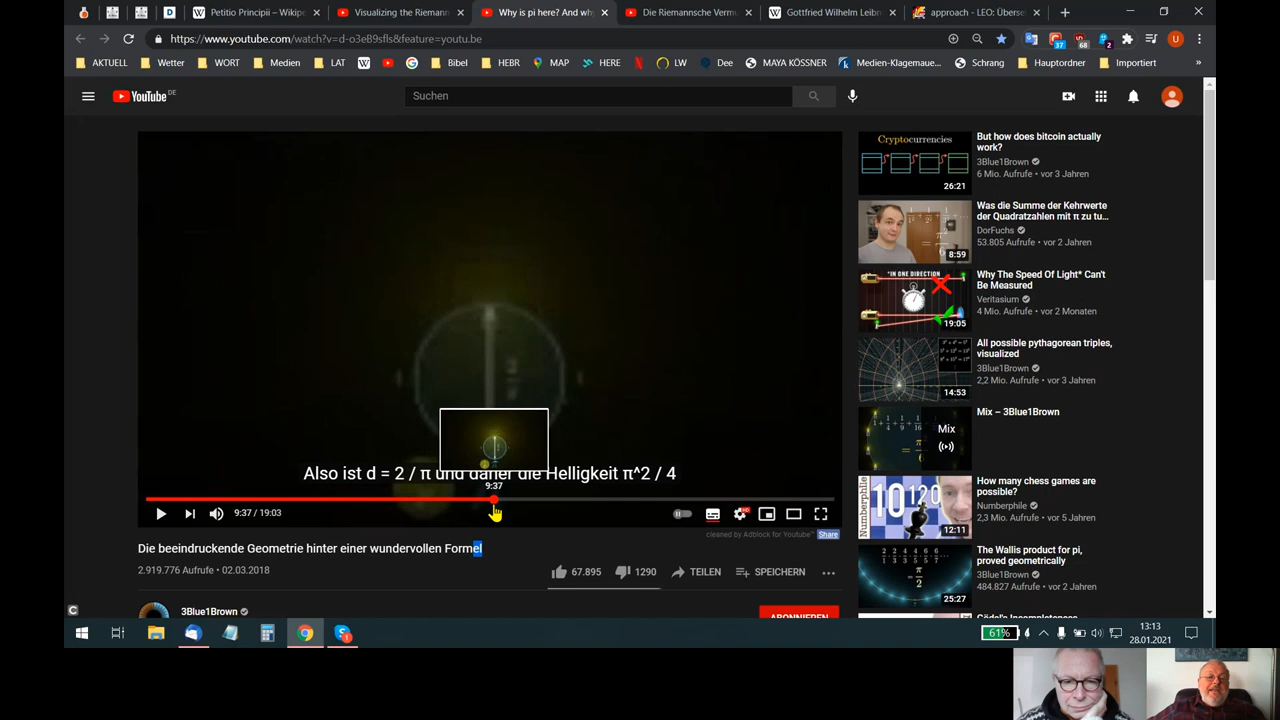 Petitio Principii – Wikipe
Visualizing the Riemann
Why is pi here? And why
Die Riemannsche Vermu
Gottfried Wilhelm Leibn
approach - LEO: Überse
https://www.youtube.com/watch?v=d-o3eB9sfls&feature=youtu.be
37
68
2
U
AKTUELL
Wetter
WORT
Medien
LAT
Bibel
HEBR
MAP
HERE
LW
Dee
MAYA KÖSSNER
Medien-Klagemaue...
Schrang
Hauptordner
Importiert
YouTube DE
Suchen
Also ist d = 2 / π und daher die Helligkeit π^2 / 4
9:37
9:37 / 19:03
cleaned by Adblock for Youtube™ Share
Die beeindruckende Geometrie hinter einer wundervollen Formel
2.919.776 Aufrufe • 02.03.2018
67.895
1290
TEILEN
SPEICHERN
3Blue1Brown
ABONNIEREN
Cryptocurrencies
26:21
But how does bitcoin actually
work?
3Blue1Brown
6 Mio. Aufrufe • vor 3 Jahren
8:59
Was die Summe der Kehrwerte
der Quadratzahlen mit π zu tu...
DorFuchs
53.805 Aufrufe • vor 2 Jahren
*IN ONE DIRECTION
19:05
Why The Speed Of Light* Can't
Be Measured
Veritasium
4 Mio. Aufrufe • vor 2 Monaten
14:53
All possible pythagorean triples,
visualized
3Blue1Brown
2,2 Mio. Aufrufe • vor 3 Jahren
Mix
Mix – 3Blue1Brown
10
120
12:11
How many chess games are
possible?
Numberphile
2,3 Mio. Aufrufe • vor 5 Jahren
25:27
The Wallis product for pi,
proved geometrically
3Blue1Brown
484.827 Aufrufe • vor 2 Jahren
61%
13:13
28.01.2021